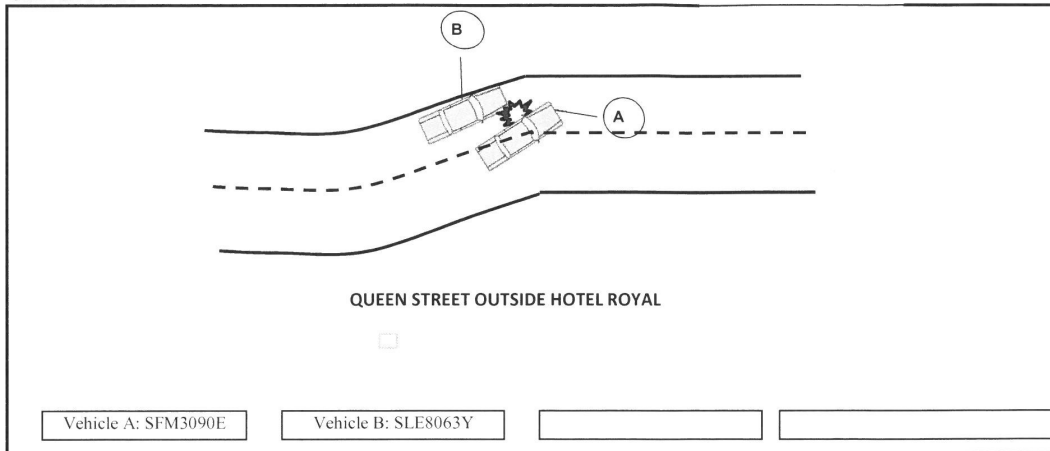 B
A
QUEEN STREET OUTSIDE HOTEL ROYAL
Vehicle A: SFM3090E
Vehicle B: SLE8063Y